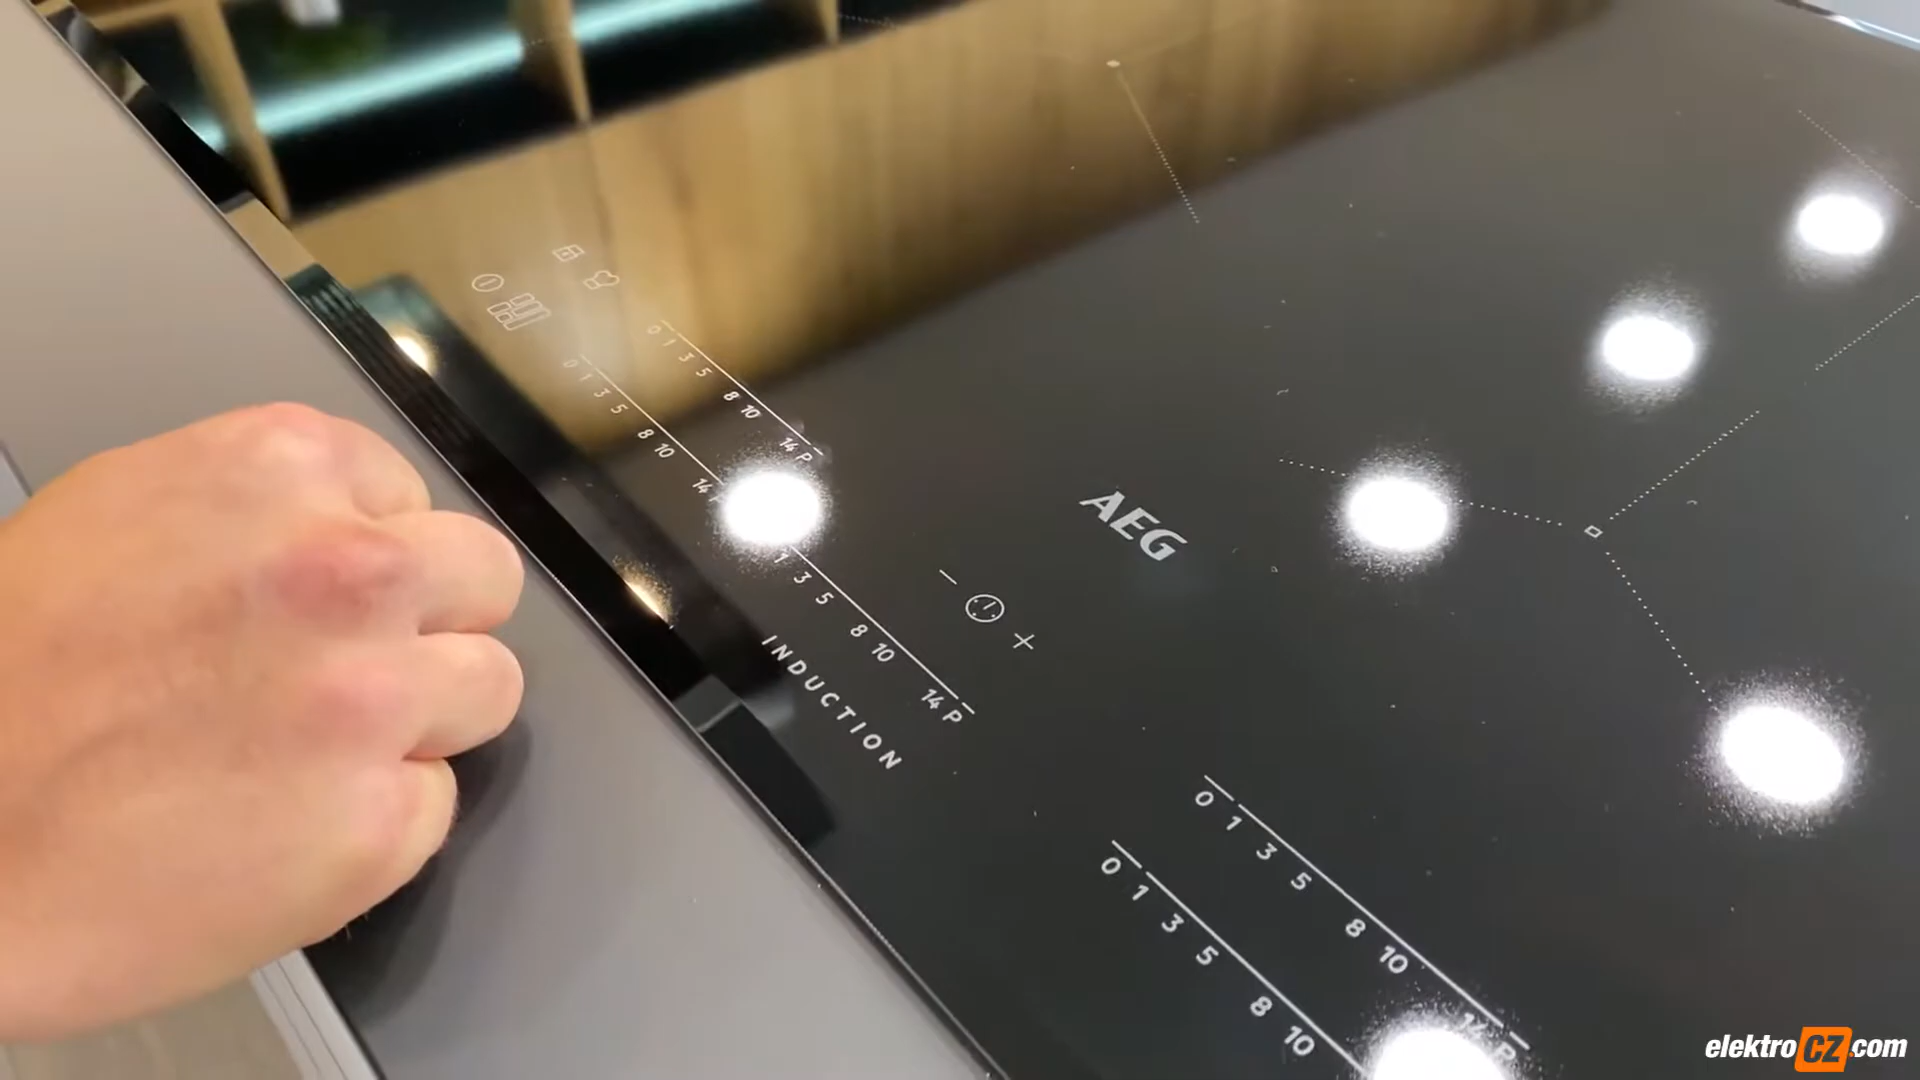 0 1 3 5 8 10 14 P
0 1 3 5 8 10 14
AEG
1 3 5 8 10 14 P
INDUCTION
0 1 3 5 8 10 14 P
0 1 3 5 8 10
elektroCZ.com